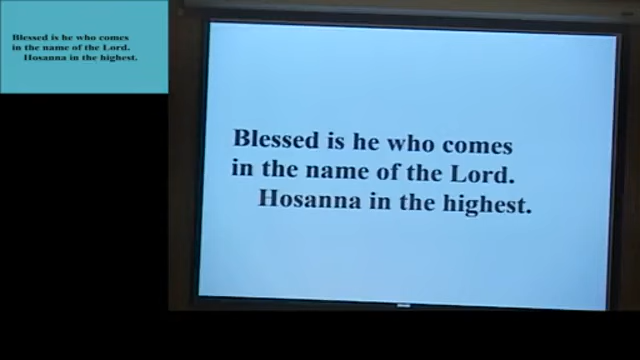 Blessed is he who comes
in the name of the Lord.
Hosanna in the highest.
Blessed is he who comes
in the name of the Lord.
Hosanna in the highest.